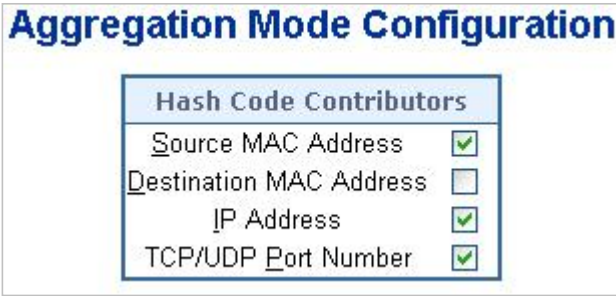 Aggregation Mode Configuration
Hash Code Contributors
Source MAC Address
Destination MAC Address
IP Address
TCP/UDP Port Number